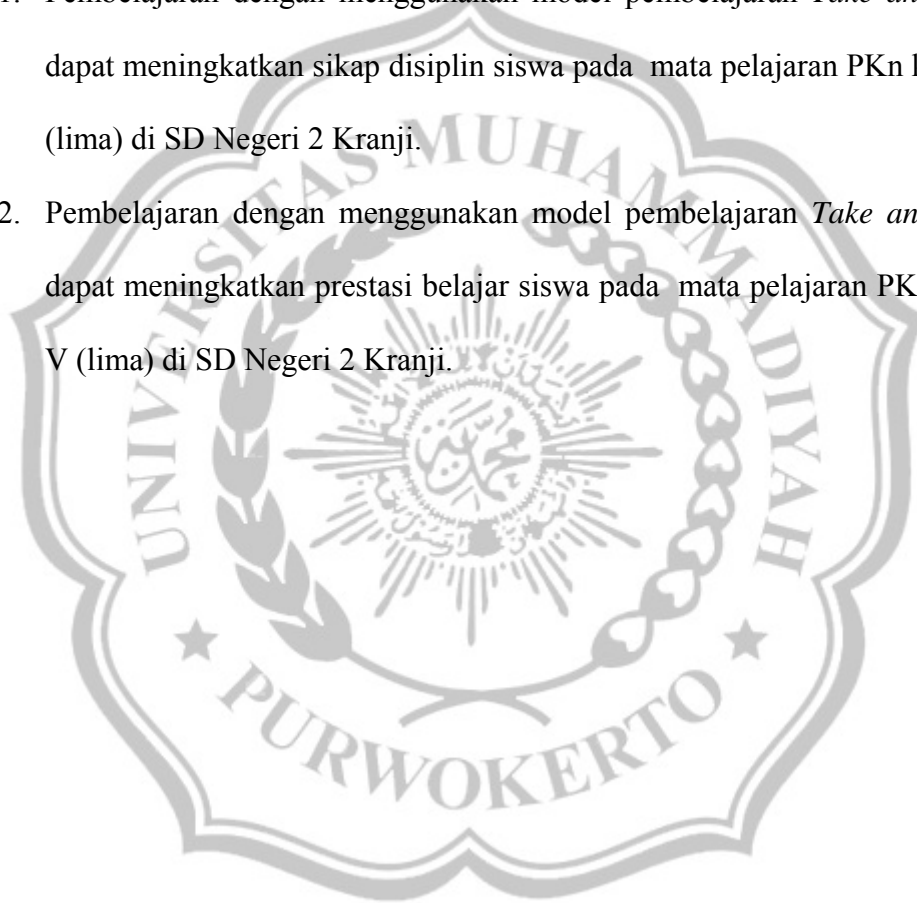 1. Pembelajaran dengan menggunakan model pembelajaran Take an
dapat meningkatkan sikap disiplin siswa pada mata pelajaran PKn
(lima) di SD Negeri 2 Kranji.
2. Pembelajaran dengan menggunakan model pembelajaran Take an
dapat meningkatkan prestasi belajar siswa pada mata pelajaran PK
V (lima) di SD Negeri 2 Kranji.
UNIVERSITAS MUHAMMADIYAH
PURWOKERTO